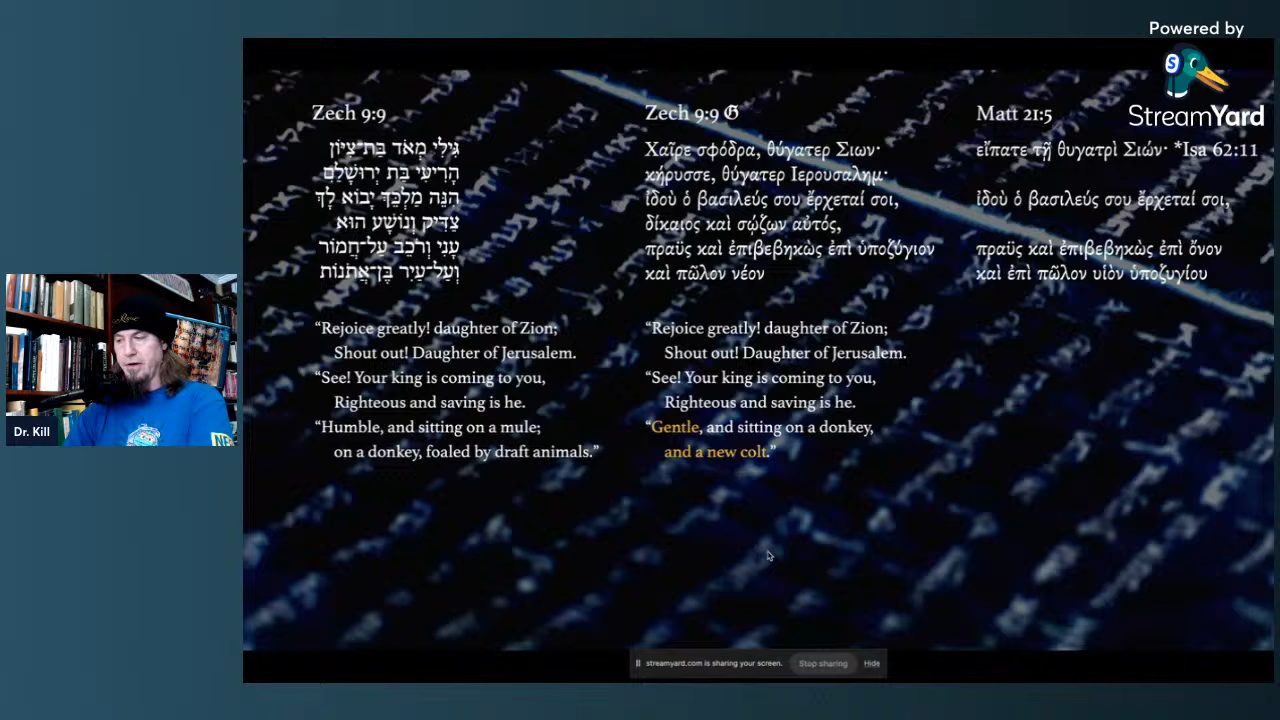 Powered by
StreamYard
Zech 9:9
גִּילִי מְאֹד בַּת־צִיּוֹן
הָרִיעִי בַּת יְרוּשָׁלִַם
הִנֵּה מַלְכֵּךְ יָבוֹא לָךְ
צַדִּיק וְנוֹשָׁע הוּא
עָנִי וְרֹכֵב עַל־חֲמוֹר
וְעַל־עַיִר בֶּן־אֲתֹנוֹת
“Rejoice greatly! daughter of Zion;
Shout out! Daughter of Jerusalem.
“See! Your king is coming to you,
Righteous and saving is he.
“Humble, and sitting on a mule;
on a donkey, foaled by draft animals.”
Zech 9:9 𝕲
Χαῖρε σφόδρα, θύγατερ Σιων·
κήρυσσε, θύγατερ Ιερουσαλημ·
ἰδοὺ ὁ βασιλεύς σου ἔρχεταί σοι,
δίκαιος καὶ σῴζων αὐτός,
πραῢς καὶ ἐπιβεβηκὼς ἐπὶ ὑποζύγιον
καὶ πῶλον νέον
“Rejoice greatly! daughter of Zion;
Shout out! Daughter of Jerusalem.
“See! Your king is coming to you,
Righteous and saving is he.
“Gentle, and sitting on a donkey,
and a new colt.”
Matt 21:5
εἴπατε τῇ θυγατρὶ Σιών· *Isa 62:11
ἰδοὺ ὁ βασιλεύς σου ἔρχεταί σοι,
πραῢς καὶ ἐπιβεβηκὼς ἐπὶ ὄνον
καὶ ἐπὶ πῶλον υἱὸν ὑποζυγίου
Dr. Kill
streamyard.com is sharing your screen.
Stop sharing
Hide